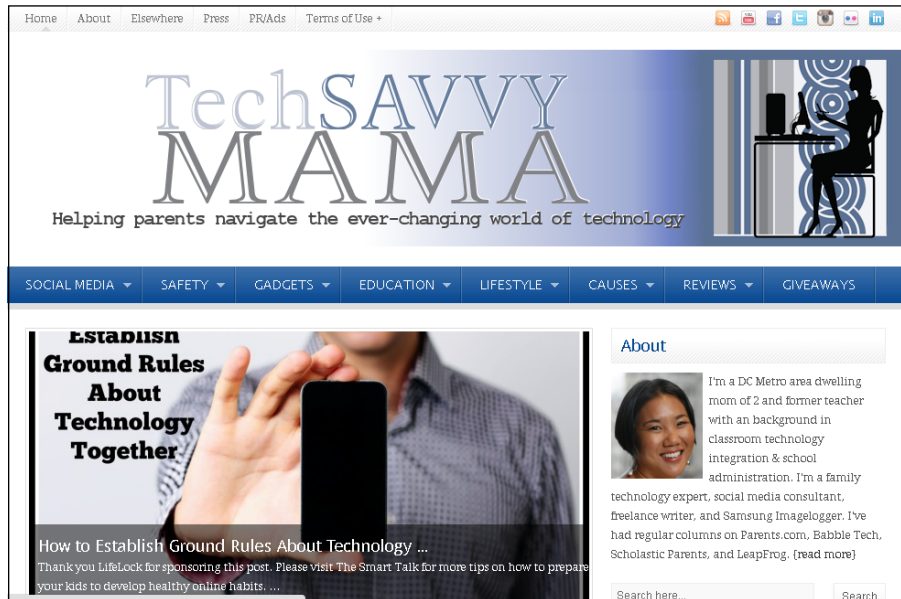 Home About Elsewhere Press PR/Ads Terms of Use +
TechSAVVY
MAMA
Helping parents navigate the ever-changing world of technology
SOCIAL MEDIA SAFETY GADGETS EDUCATION LIFESTYLE CAUSES REVIEWS GIVEAWAYS
Establish
Ground Rules
About
Technology
Together
How to Establish Ground Rules About Technology ...
Thank you LifeLock for sponsoring this post. Please visit The Smart Talk for more tips on how to prepare
your kids to develop healthy online habits. ...
About
I'm a DC Metro area dwelling
mom of 2 and former teacher
with an background in
classroom technology
integration & school
administration. I'm a family
technology expert, social media consultant,
freelance writer, and Samsung Imagelogger. I've
had regular columns on Parents.com, Babble Tech,
Scholastic Parents, and LeapFrog. {read more}
Search here... Search